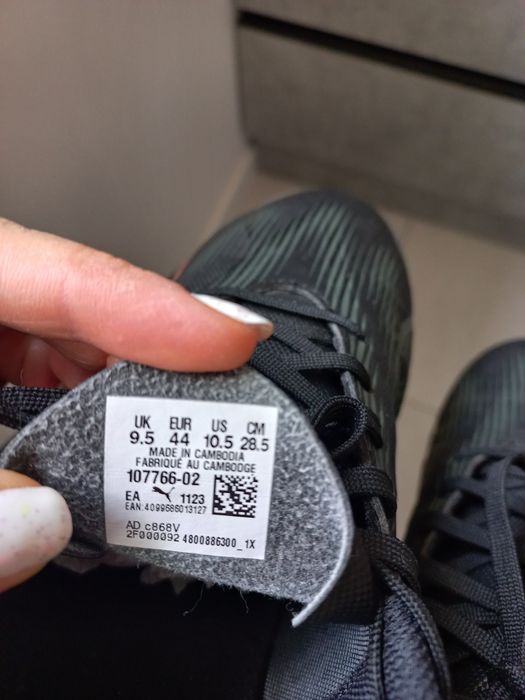 UK EUR US CM
9.5 44 10.5 28.5
MADE IN CAMBODIA
FABRIQUÉ AU CAMBODGE
107766-02
EA 1123
EAN: 4099686013127
AD c868V
2F000092 4800886300_1X